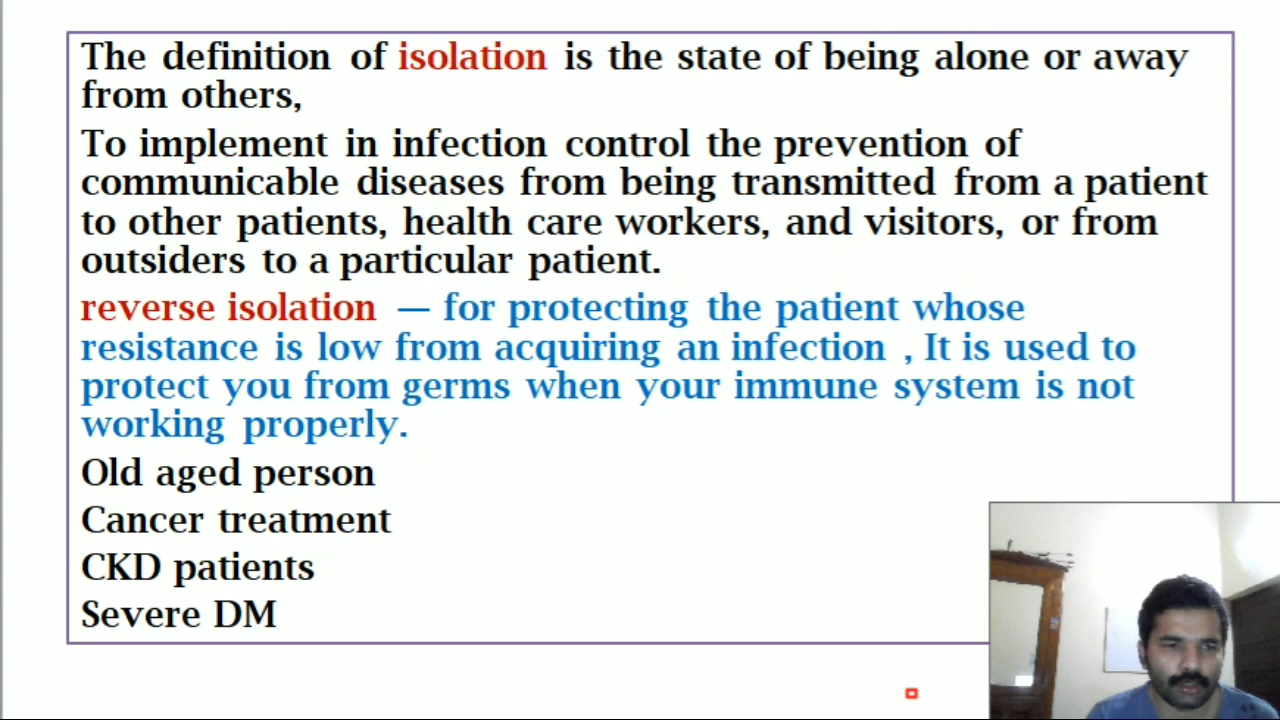 The definition of isolation is the state of being alone or away
from others,
To implement in infection control the prevention of
communicable diseases from being transmitted from a patient
to other patients, health care workers, and visitors, or from
outsiders to a particular patient.
reverse isolation — for protecting the patient whose
resistance is low from acquiring an infection , It is used to
protect you from germs when your immune system is not
working properly.
Old aged person
Cancer treatment
CKD patients
Severe DM